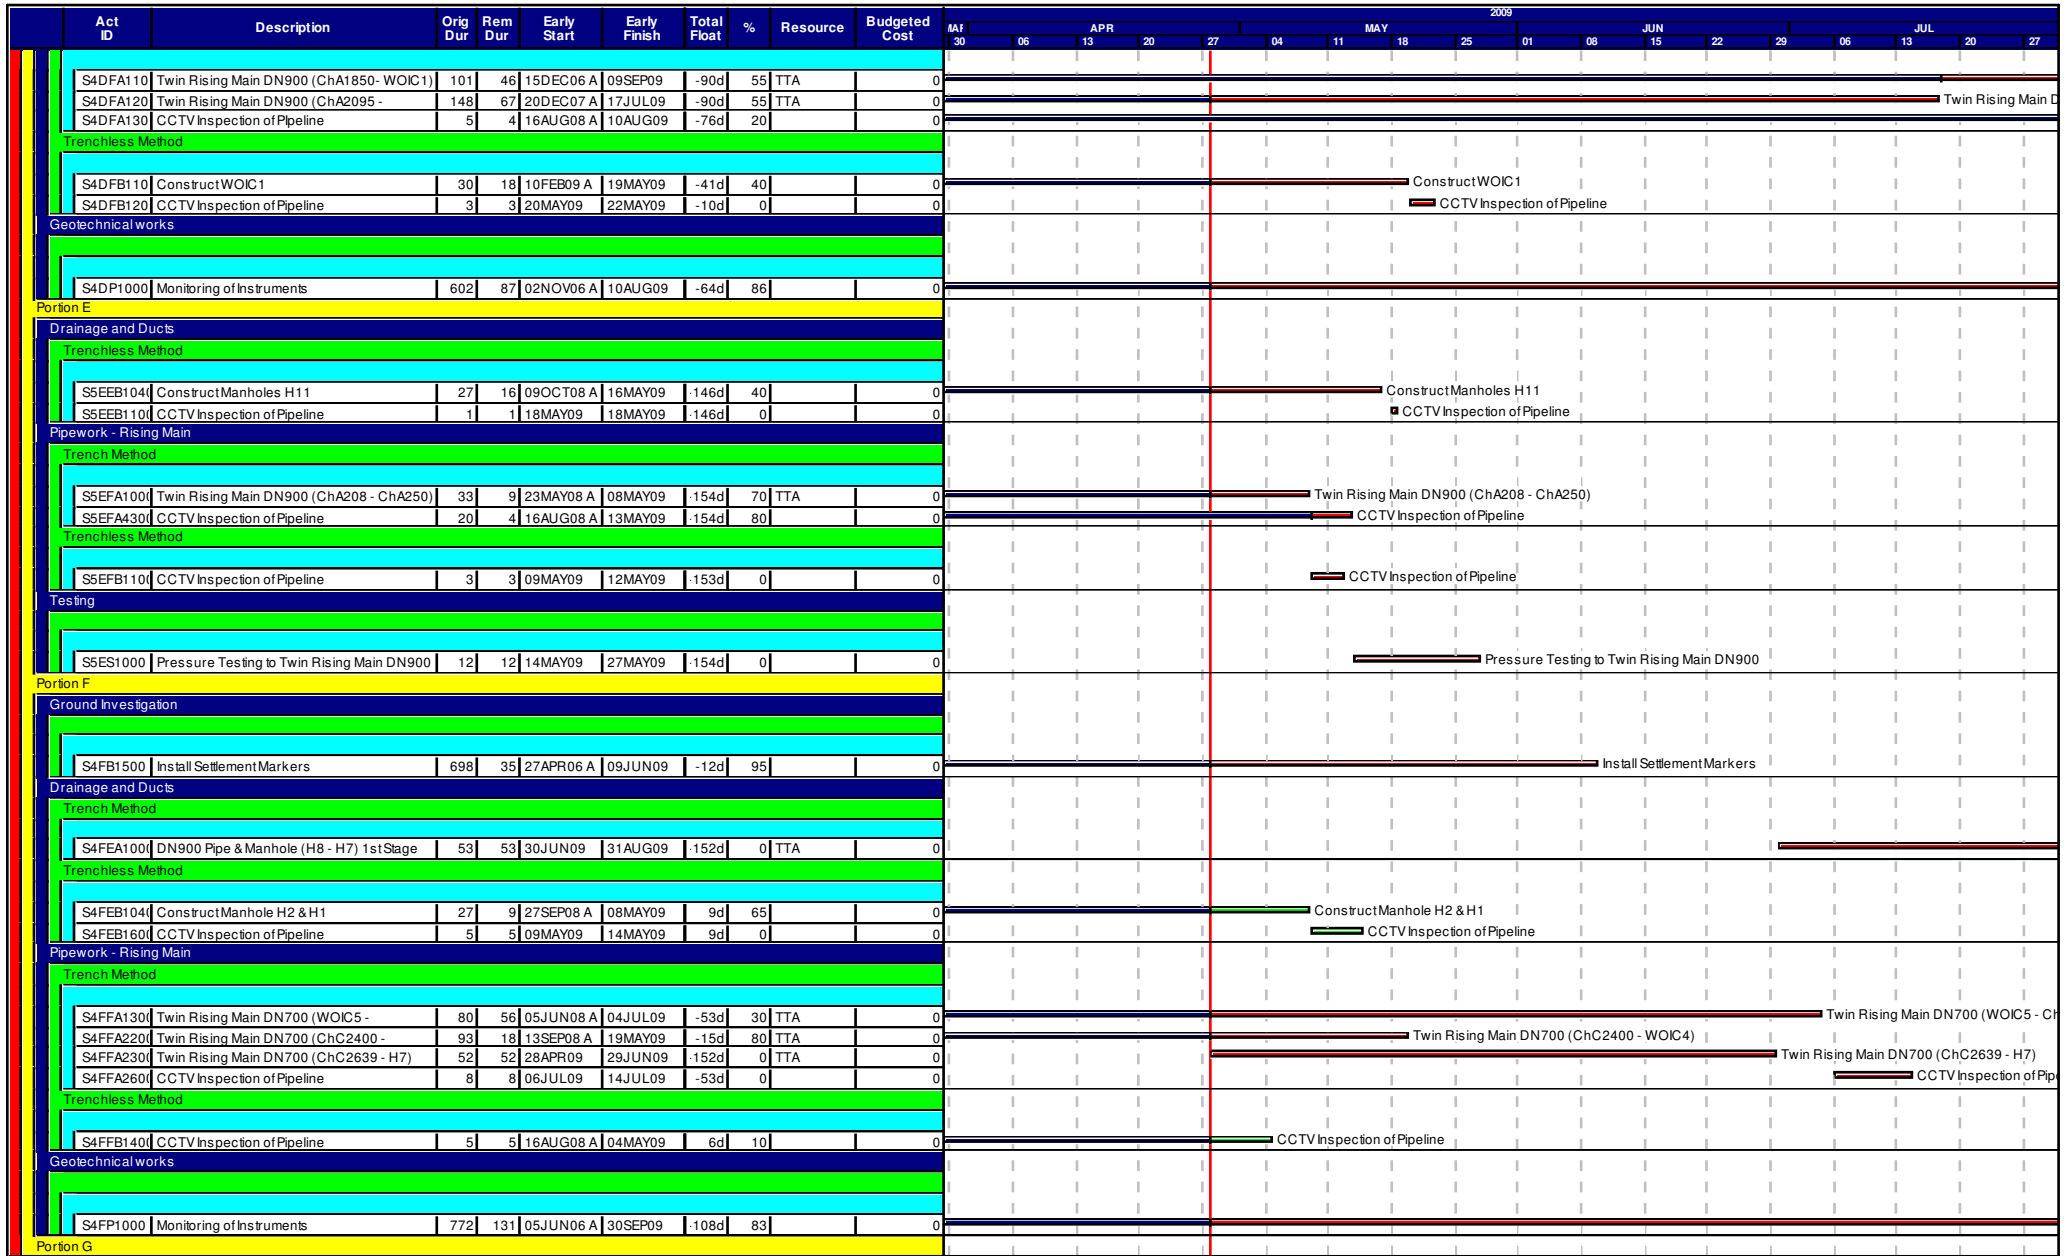 2009
Act ID Description Orig Dur Rem Dur Early Start Early Finish Total Float % Resource Budgeted Cost
MAR APR MAY JUN JUL
30 06 13 20 27 04 11 18 25 01 08 15 22 29 06 13 20 27
S4DFA110 Twin Rising Main DN900 (ChA1850- WOIC1) 101 46 15DEC06 A 09SEP09 -90d 55 TTA 0
S4DFA120 Twin Rising Main DN900 (ChA2095 - 148 67 20DEC07 A 17JUL09 -90d 55 TTA 0 Twin Rising Main D
S4DFA130 CCTV Inspection of Pipeline 5 4 16AUG08 A 10AUG09 -76d 20 0
Trenchless Method
S4DFB110 Construct WOIC1 30 18 10FEB09 A 19MAY09 -41d 40 0 Construct WOIC1
S4DFB120 CCTV Inspection of Pipeline 3 3 20MAY09 22MAY09 -10d 0 0 CCTV Inspection of Pipeline
Geotechnical works
S4DP1000 Monitoring of Instruments 602 87 02NOV06 A 10AUG09 -64d 86 0
Portion E
Drainage and Ducts
Trenchless Method
S5EEB104 Construct Manholes H11 27 16 09OCT08 A 16MAY09 -146d 40 0 Construct Manholes H11
S5EEB110 CCTV Inspection of Pipeline 1 1 18MAY09 18MAY09 -146d 0 0 CCTV Inspection of Pipeline
Pipework - Rising Main
Trench Method
S5EFA100 Twin Rising Main DN900 (ChA208 - ChA250) 33 9 23MAY08 A 08MAY09 -154d 70 TTA 0 Twin Rising Main DN900 (ChA208 - ChA250)
S5EFA430 CCTV Inspection of Pipeline 20 4 16AUG08 A 13MAY09 -154d 80 0 CCTV Inspection of Pipeline
Trenchless Method
S5EFB110 CCTV Inspection of Pipeline 3 3 09MAY09 12MAY09 -153d 0 0 CCTV Inspection of Pipeline
Testing
S5ES1000 Pressure Testing to Twin Rising Main DN900 12 12 14MAY09 27MAY09 -154d 0 0 Pressure Testing to Twin Rising Main DN900
Portion F
Ground Investigation
S4FB1500 Install Settlement Markers 698 35 27APR06 A 09JUN09 -12d 95 0 Install Settlement Markers
Drainage and Ducts
Trench Method
S4FEA100 DN900 Pipe & Manhole (H8 - H7) 1st Stage 53 53 30JUN09 31AUG09 -152d 0 TTA 0
Trenchless Method
S4FEB104 Construct Manhole H2 & H1 27 9 27SEP08 A 08MAY09 9d 65 0 Construct Manhole H2 & H1
S4FEB160 CCTV Inspection of Pipeline 5 5 09MAY09 14MAY09 9d 0 0 CCTV Inspection of Pipeline
Pipework - Rising Main
Trench Method
S4FFA130 Twin Rising Main DN700 (WOIC5 - 80 56 05JUN08 A 04JUL09 -53d 30 TTA 0 Twin Rising Main DN700 (WOIC5 - Ch
S4FFA220 Twin Rising Main DN700 (ChC2400 - 93 18 13SEP08 A 19MAY09 -15d 80 TTA 0 Twin Rising Main DN700 (ChC2400 - WOIC4)
S4FFA230 Twin Rising Main DN700 (ChC2639 - H7) 52 52 28APR09 29JUN09 -152d 0 TTA 0 Twin Rising Main DN700 (ChC2639 - H7)
S4FFA260 CCTV Inspection of Pipeline 8 8 06JUL09 14JUL09 -53d 0 0 CCTV Inspection of Pip
Trenchless Method
S4FFB140 CCTV Inspection of Pipeline 5 5 16AUG08 A 04MAY09 6d 10 0 CCTV Inspection of Pipeline
Geotechnical works
S4FP1000 Monitoring of Instruments 772 131 05JUN06 A 30SEP09 -108d 83 0
Portion G